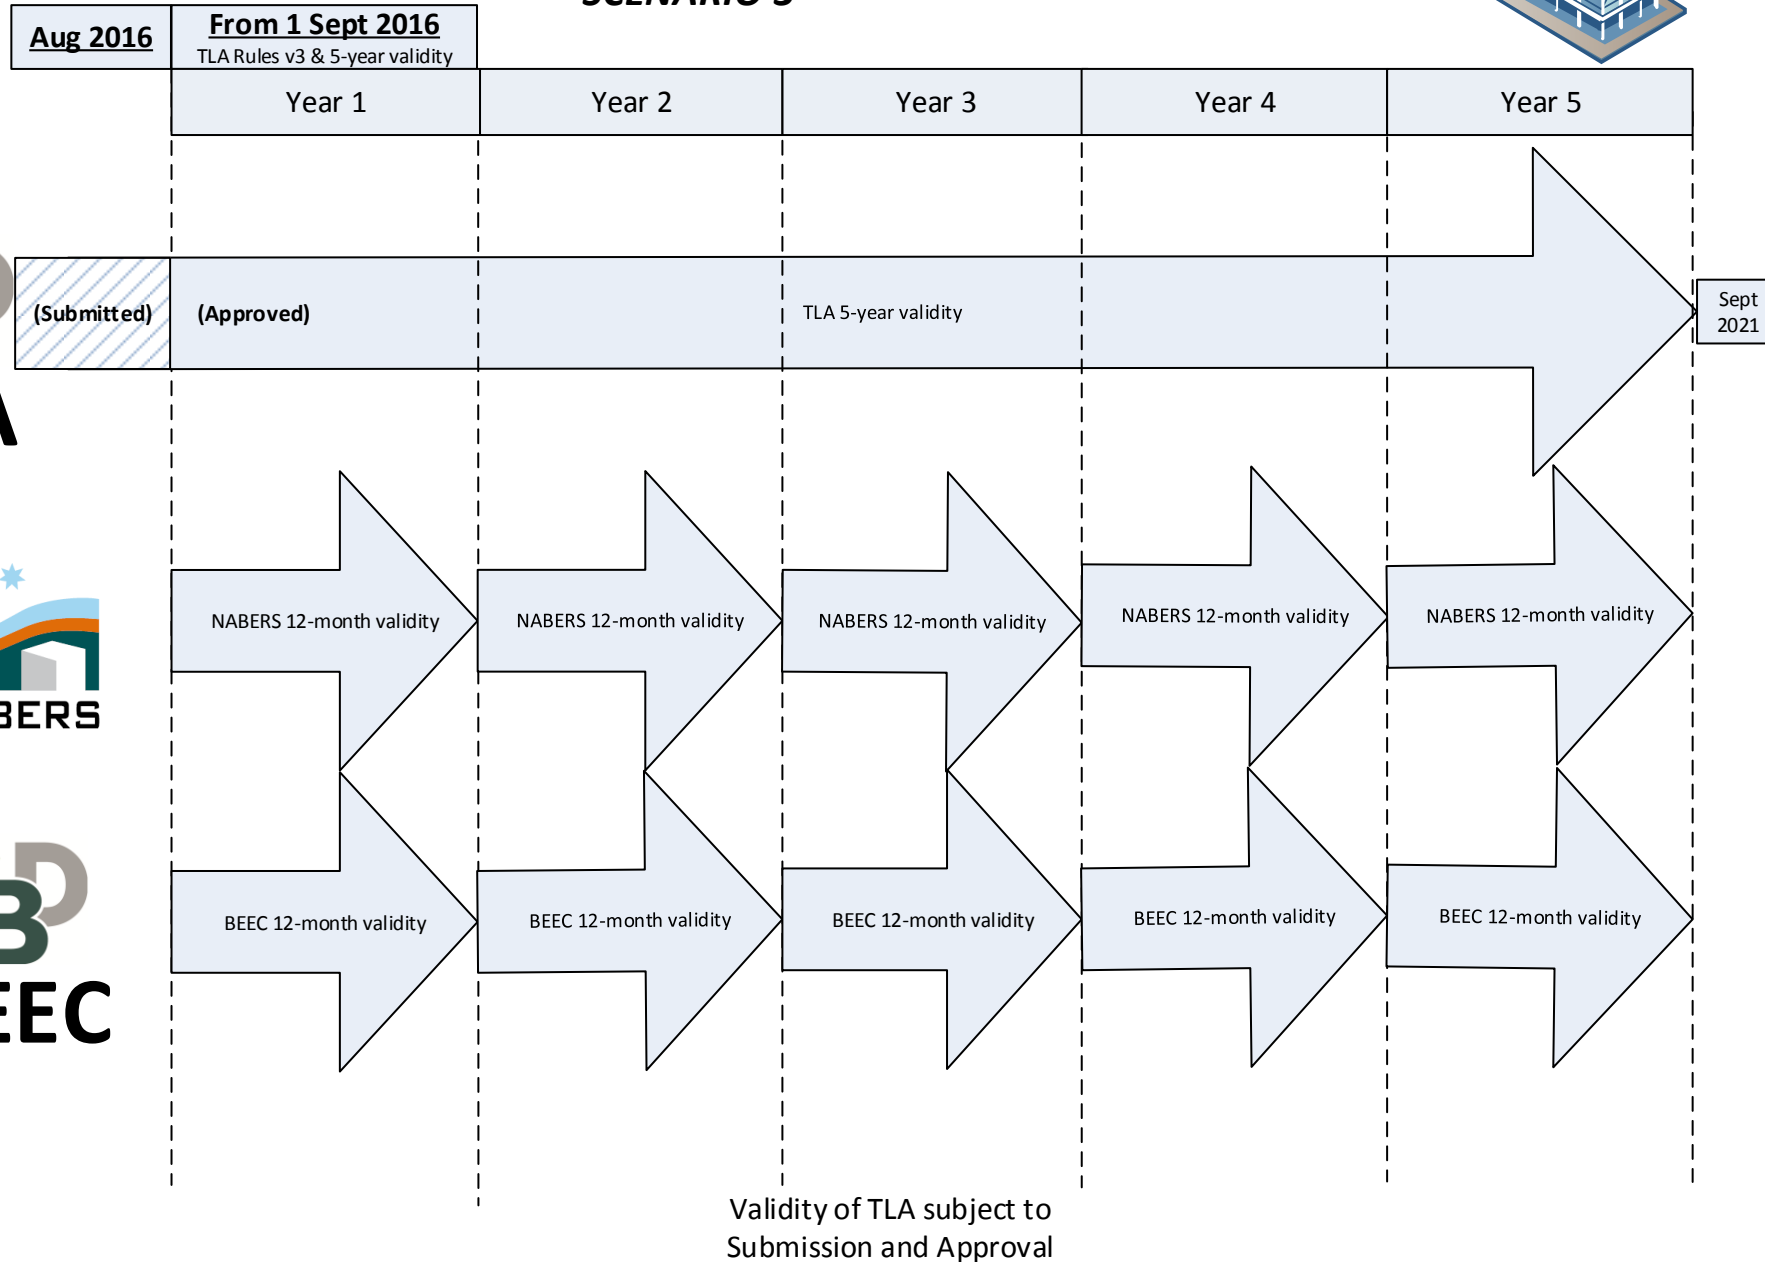 SCENARIO 3
Aug 2016
From 1 Sept 2016
TLA Rules v3 & 5-year validity
Year 1
Year 2
Year 3
Year 4
Year 5
(Submitted)
(Approved)
TLA 5-year validity
Sept
2021
A
NABERS 12-month validity
NABERS 12-month validity
NABERS 12-month validity
NABERS 12-month validity
NABERS 12-month validity
BERS
BEEC 12-month validity
BEEC 12-month validity
BEEC 12-month validity
BEEC 12-month validity
BEEC 12-month validity
BD
EEC
Validity of TLA subject to
Submission and Approval